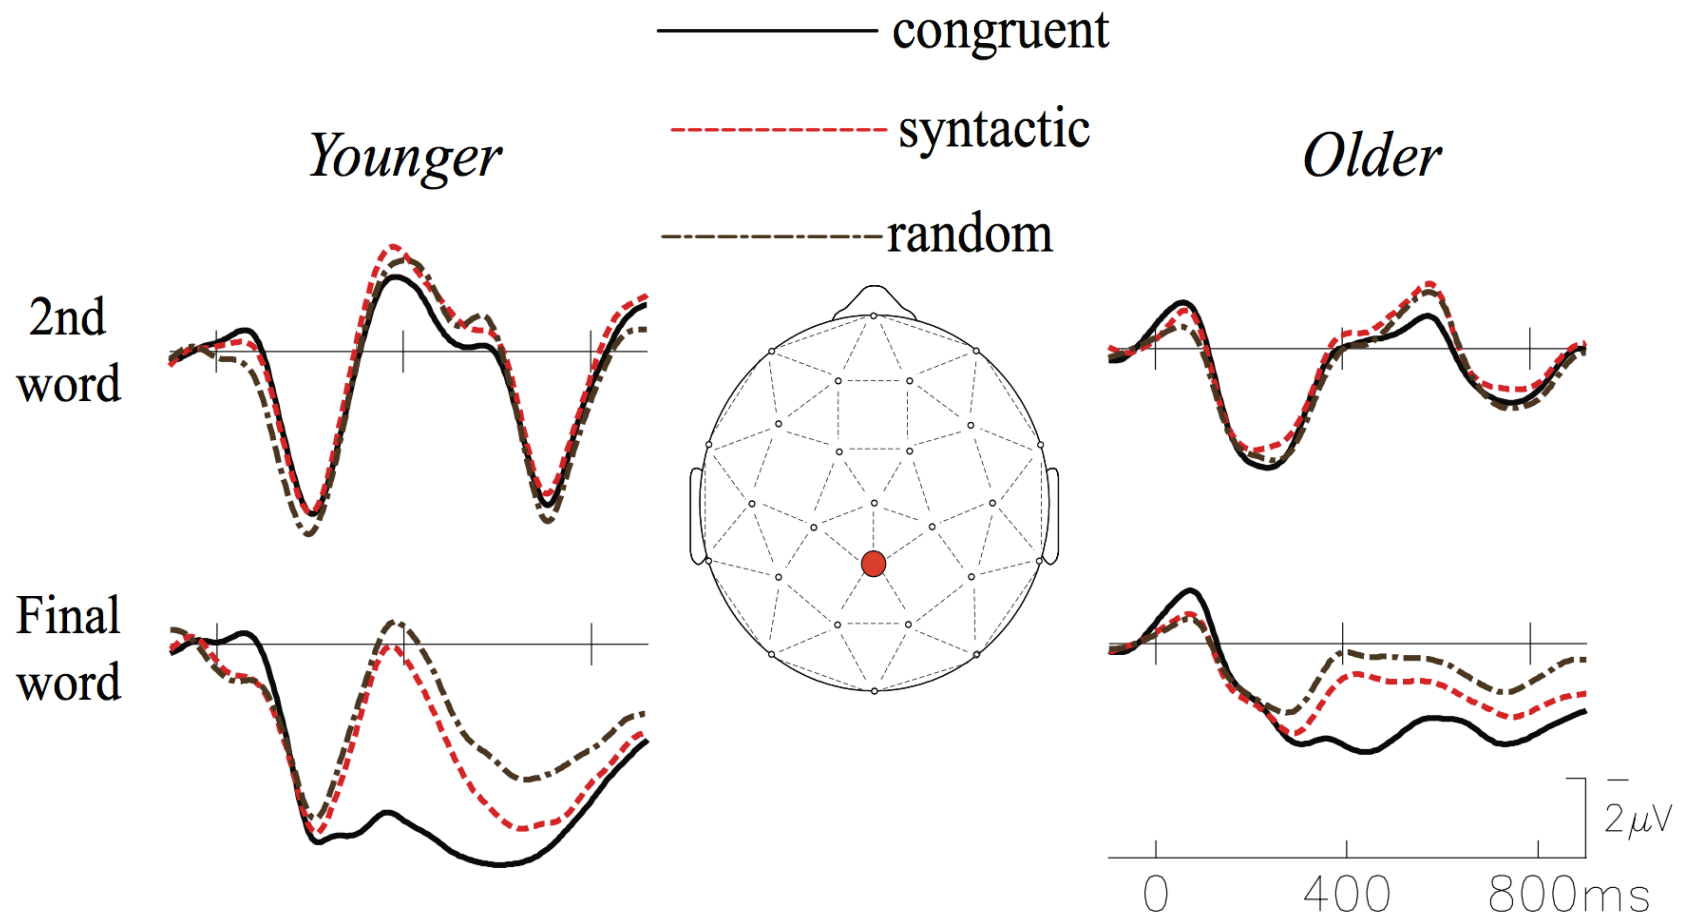 congruent
syntactic
random
Younger
Older
2nd
word
Final
word
2μV
0 400 800ms